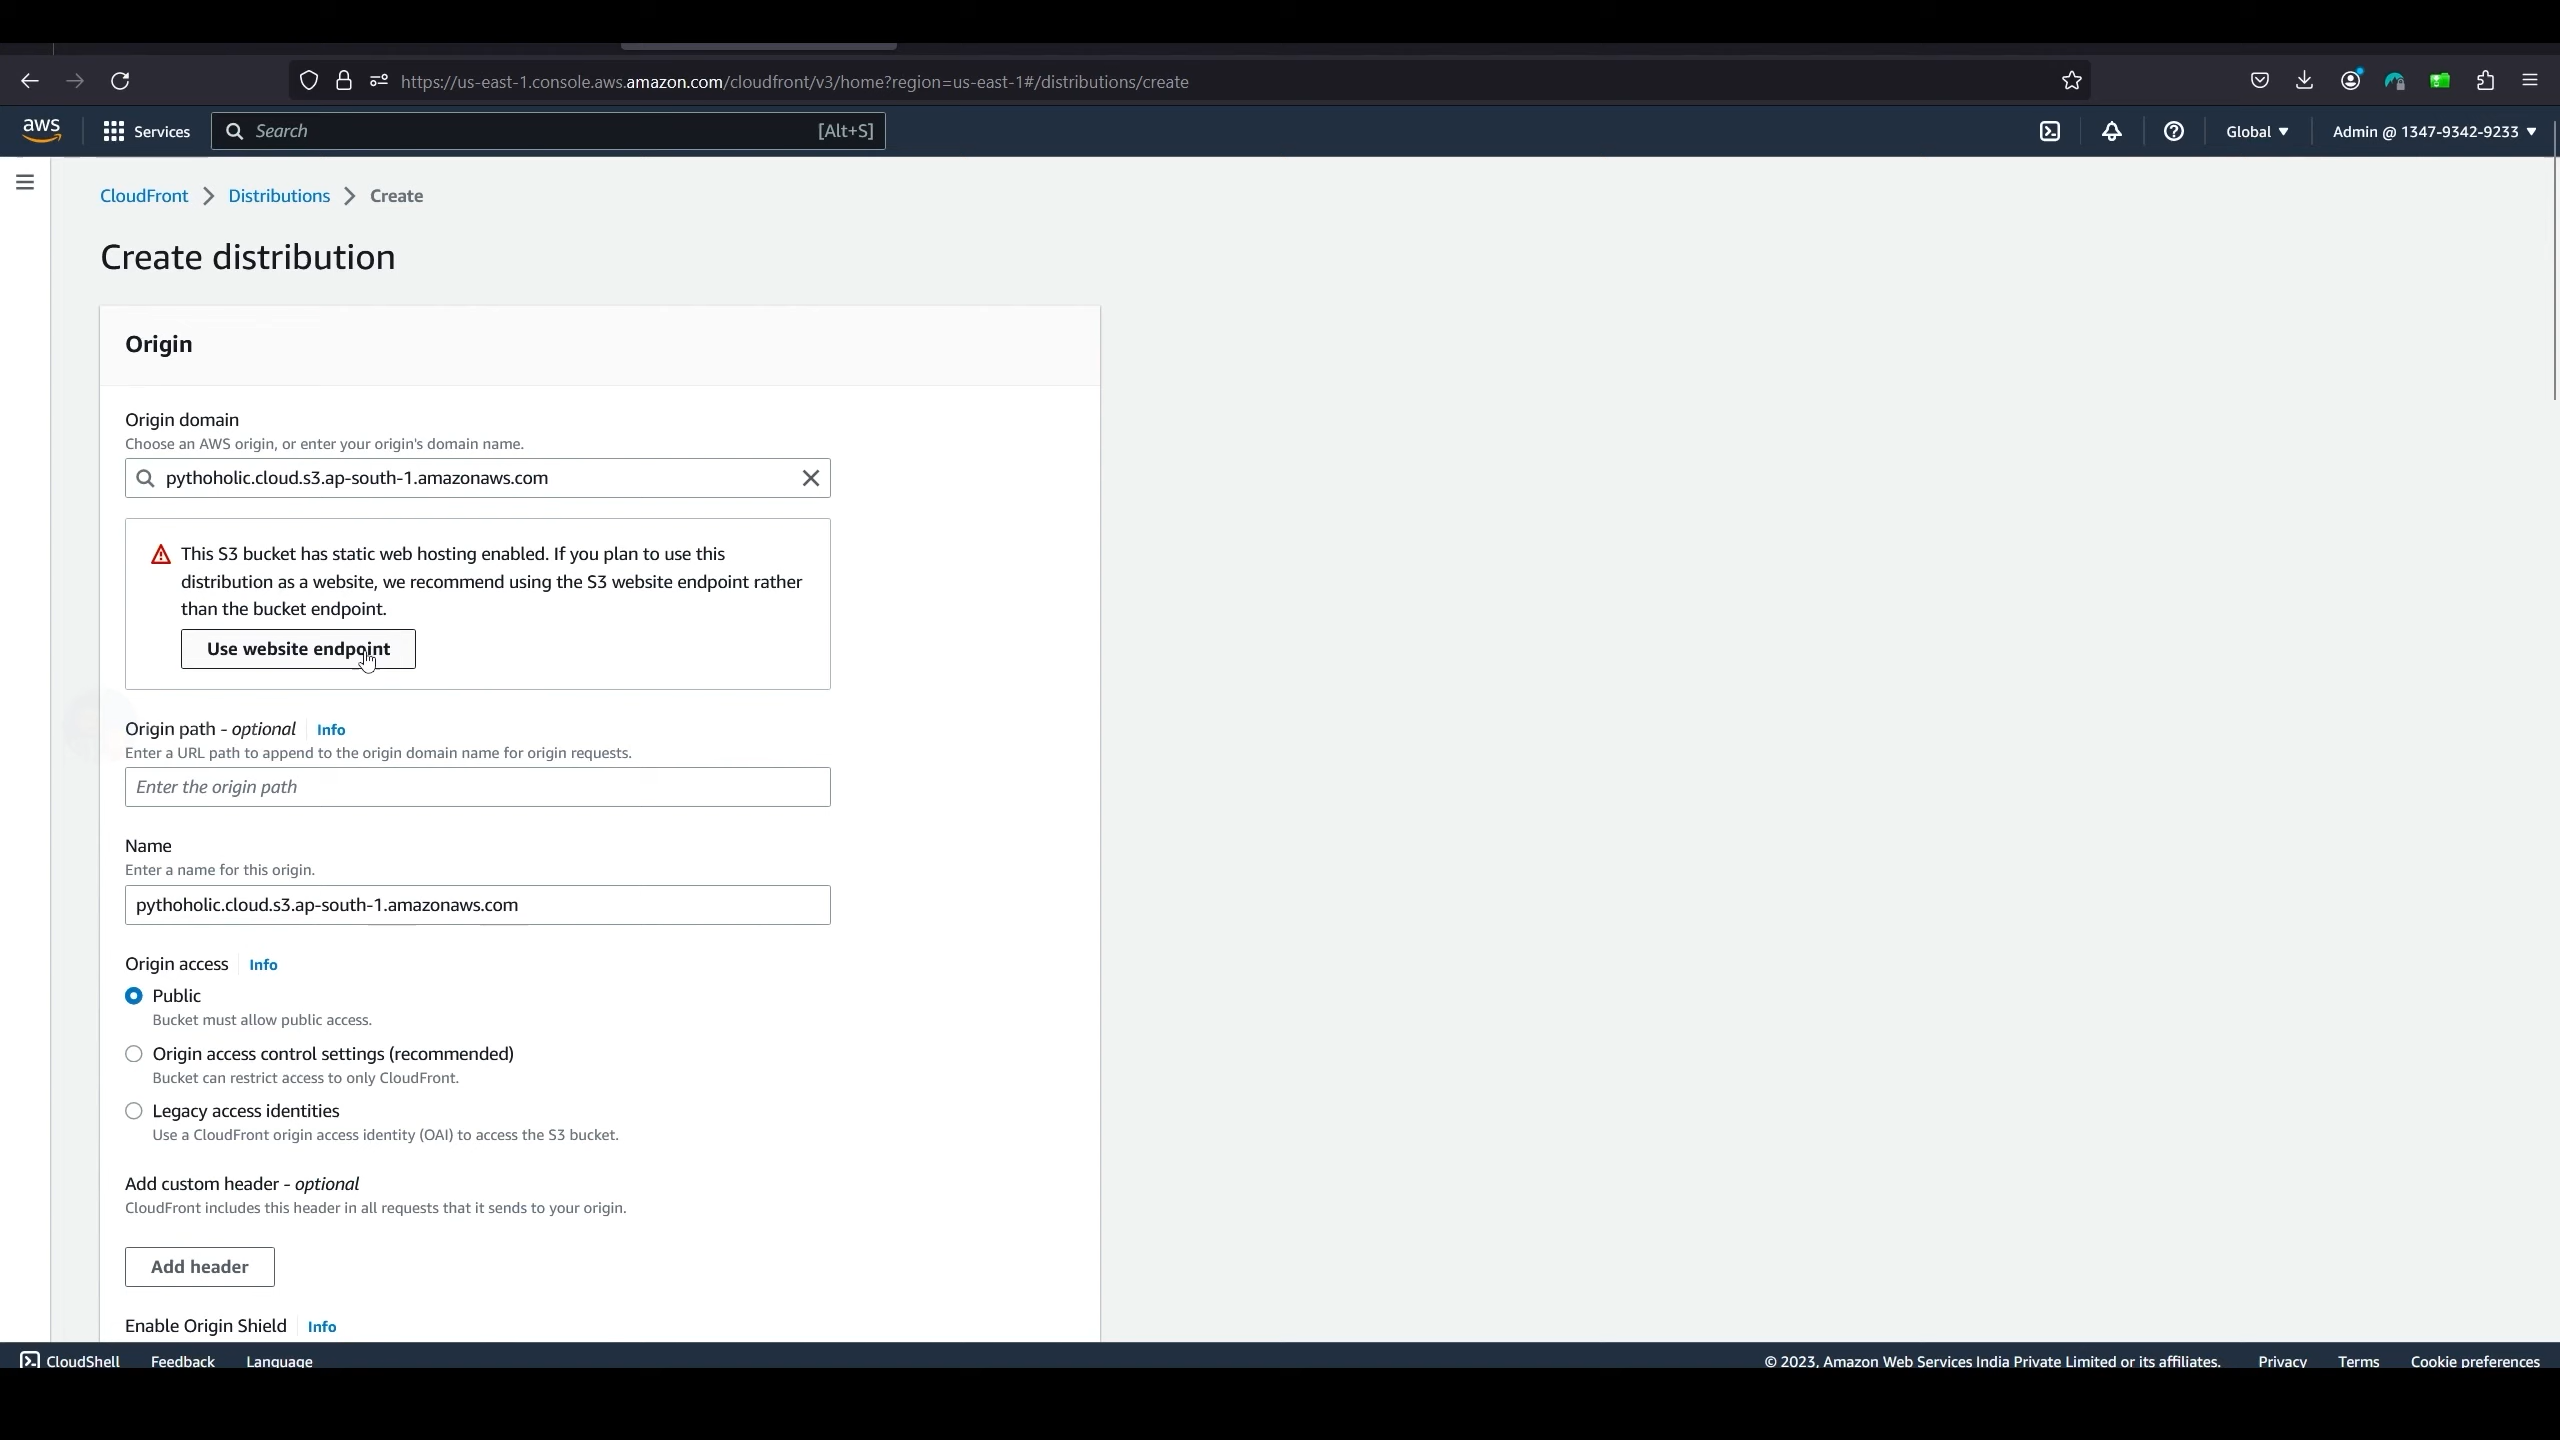 https://us-east-1.console.aws.amazon.com/cloudfront/v3/home?region=us-east-1#/distributions/create
aws Services Search [Alt+S] Global Admin @ 1347-9342-9233
CloudFront Distributions Create
Create distribution
Origin
Origin domain
Choose an AWS origin, or enter your origin's domain name.
pythoholic.cloud.s3.ap-south-1.amazonaws.com
This S3 bucket has static web hosting enabled. If you plan to use this
distribution as a website, we recommend using the S3 website endpoint rather
than the bucket endpoint.
Use website endpoint
Origin path - optional Info
Enter a URL path to append to the origin domain name for origin requests.
Enter the origin path
Name
Enter a name for this origin.
pythoholic.cloud.s3.ap-south-1.amazonaws.com
Origin access Info
Public
Bucket must allow public access.
Origin access control settings (recommended)
Bucket can restrict access to only CloudFront.
Legacy access identities
Use a CloudFront origin access identity (OAI) to access the S3 bucket.
Add custom header - optional
CloudFront includes this header in all requests that it sends to your origin.
Add header
Enable Origin Shield Info
CloudShell Feedback Language © 2023, Amazon Web Services India Private Limited or its affiliates. Privacy Terms Cookie preferences